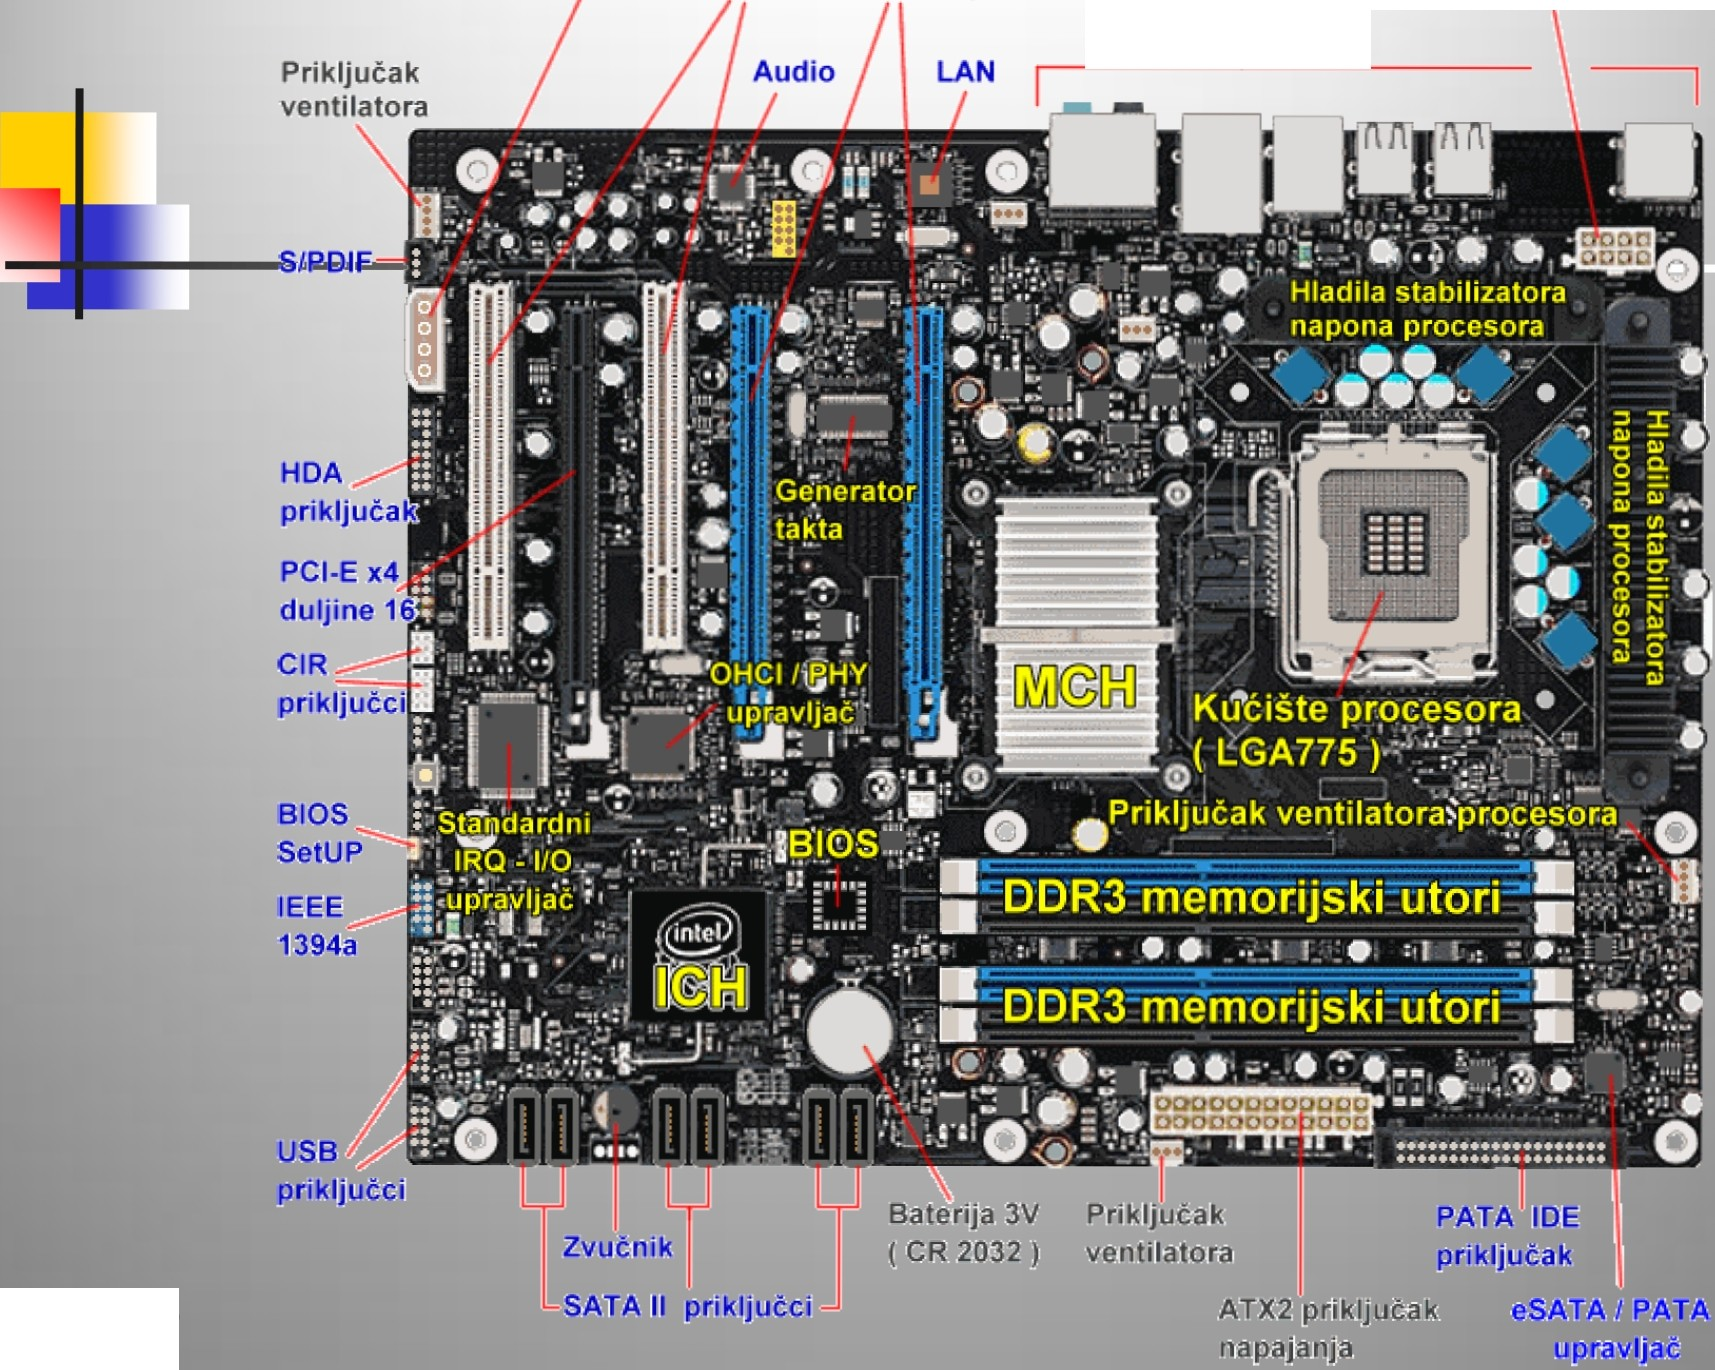 Priključak
ventilatora
Audio
LAN
S/PDIF
Hladila stabilizatora
napona procesora
Hladila stabilizatora
napona procesora
HDA
priključak
Generator
takta
PCI-E x4
duljine 16
CIR
priključci
OHCI / PHY
upravljač
MCH
Kućište procesora
( LGA775 )
BIOS
SetUP
Standardni
IRQ - I/O
upravljač
BIOS
Priključak ventilatora procesora
IEEE
1394a
DDR3 memorijski utori
intel
ICH
DDR3 memorijski utori
USB
priključci
Zvučnik
SATA II priključci
Baterija 3V
( CR 2032 )
Priključak
ventilatora
ATX2 priključak
napajanja
PATA IDE
priključak
eSATA / PATA
upravljač